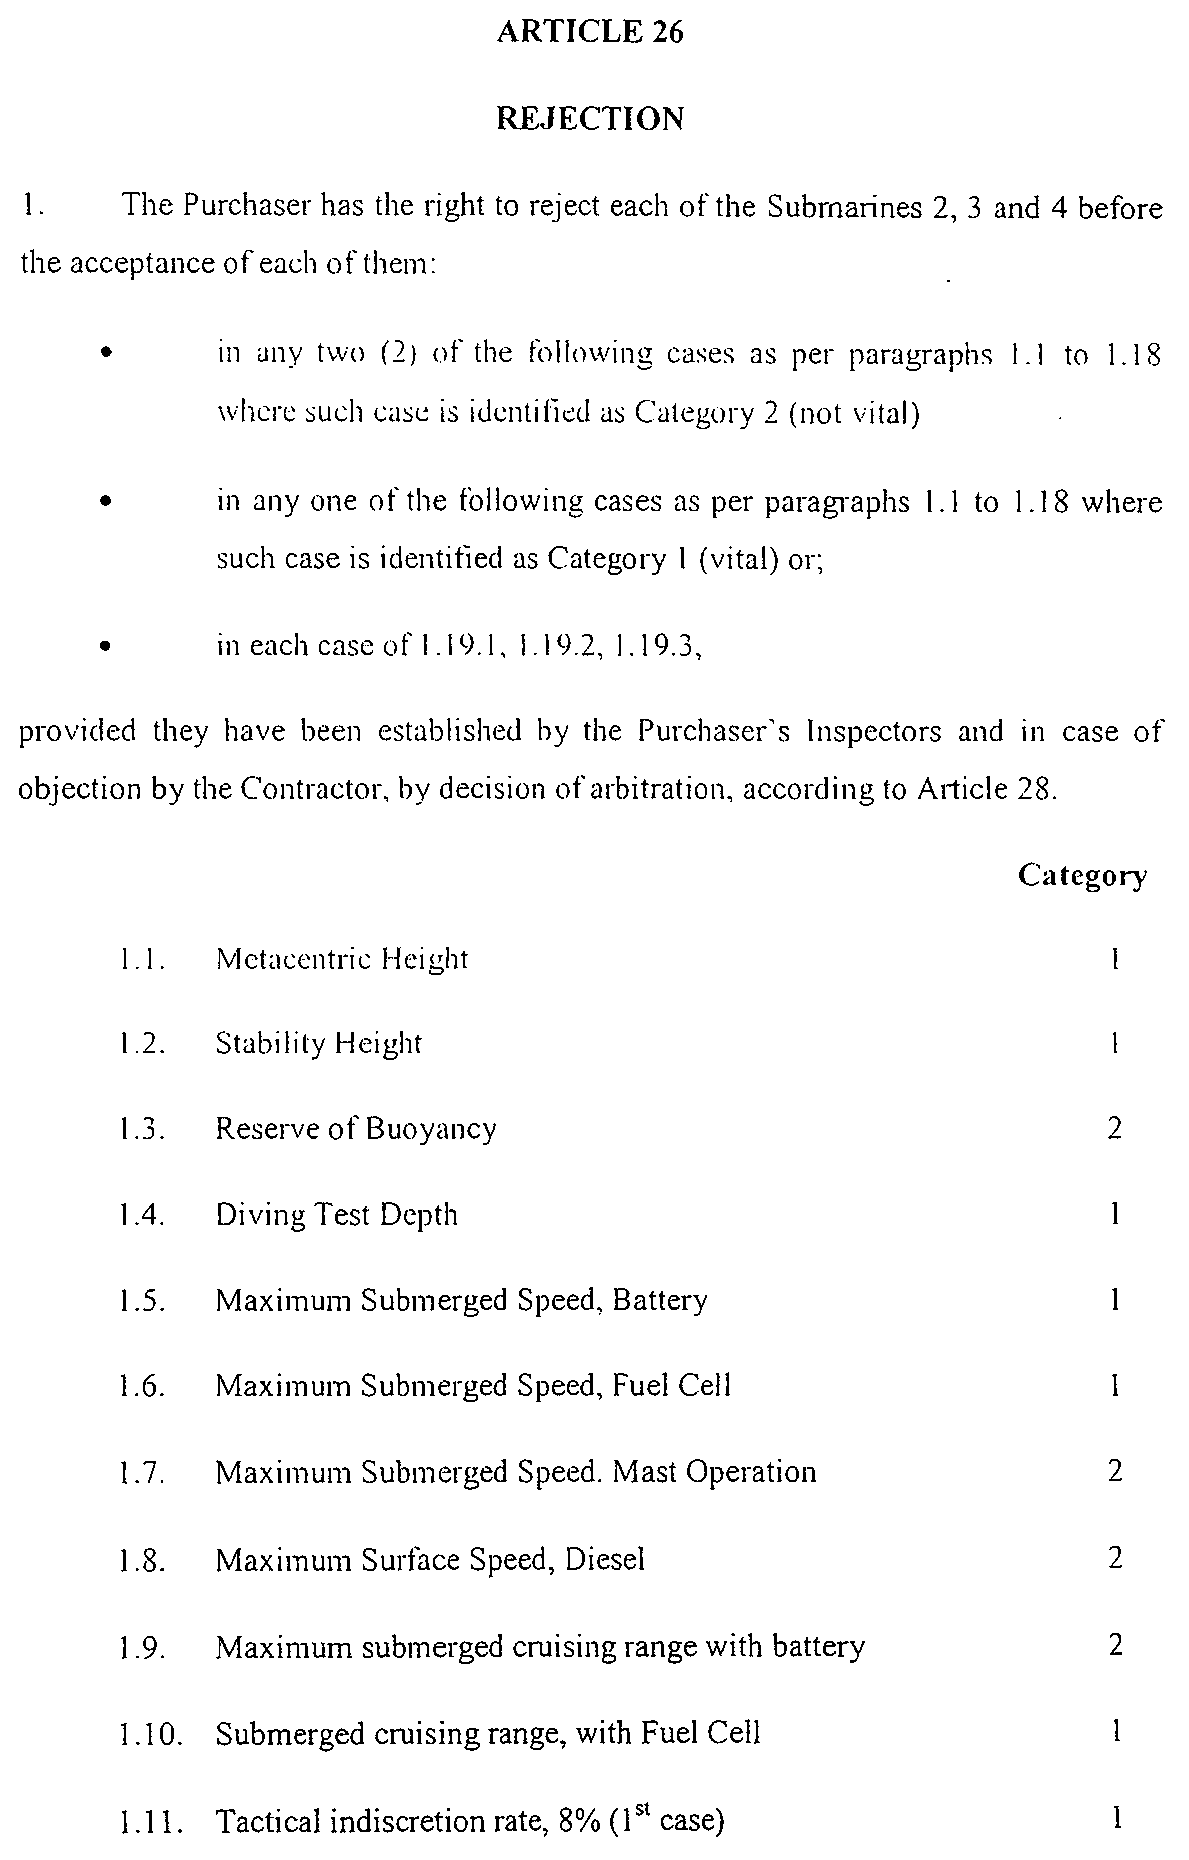 ARTICLE 26
REJECTION
1. The Purchaser has the right to reject each of the Submarines 2, 3 and 4 before
the acceptance of each of them:
• in any two (2) of the following cases as per paragraphs 1.1 to 1.18
where such case is identified as Category 2 (not vital)
• in any one of the following cases as per paragraphs 1.1 to 1.18 where
such case is identified as Category 1 (vital) or;
• in each case of 1.19.1, 1.19.2, 1.19.3,
provided they have been established by the Purchaser's Inspectors and in case of
objection by the Contractor, by decision of arbitration, according to Article 28.
Category
1.1. Metacentric Height 1
1.2. Stability Height 1
1.3. Reserve of Buoyancy 2
1.4. Diving Test Depth 1
1.5. Maximum Submerged Speed, Battery 1
1.6. Maximum Submerged Speed, Fuel Cell 1
1.7. Maximum Submerged Speed. Mast Operation 2
1.8. Maximum Surface Speed, Diesel 2
1.9. Maximum submerged cruising range with battery 2
1.10. Submerged cruising range, with Fuel Cell 1
1.11. Tactical indiscretion rate, 8% (1st case) 1